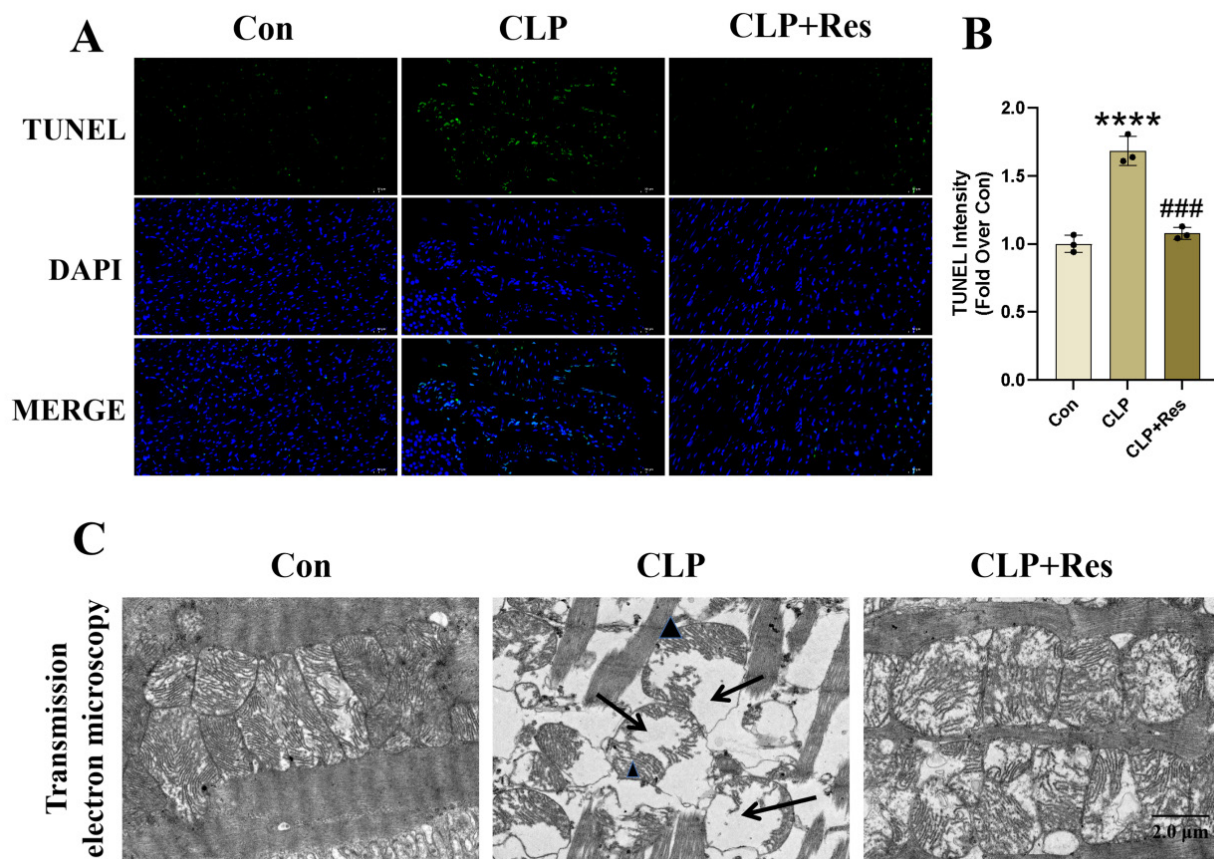 A
Con
CLP
CLP+Res
TUNEL
DAPI
MERGE
B
2.0
1.5
1.0
0.5
0.0
****
###
TUNEL Intensity
(Fold Over Con)
Con
CLP
CLP+Res
C
Con
CLP
CLP+Res
Transmission
electron microscopy
2.0 μm